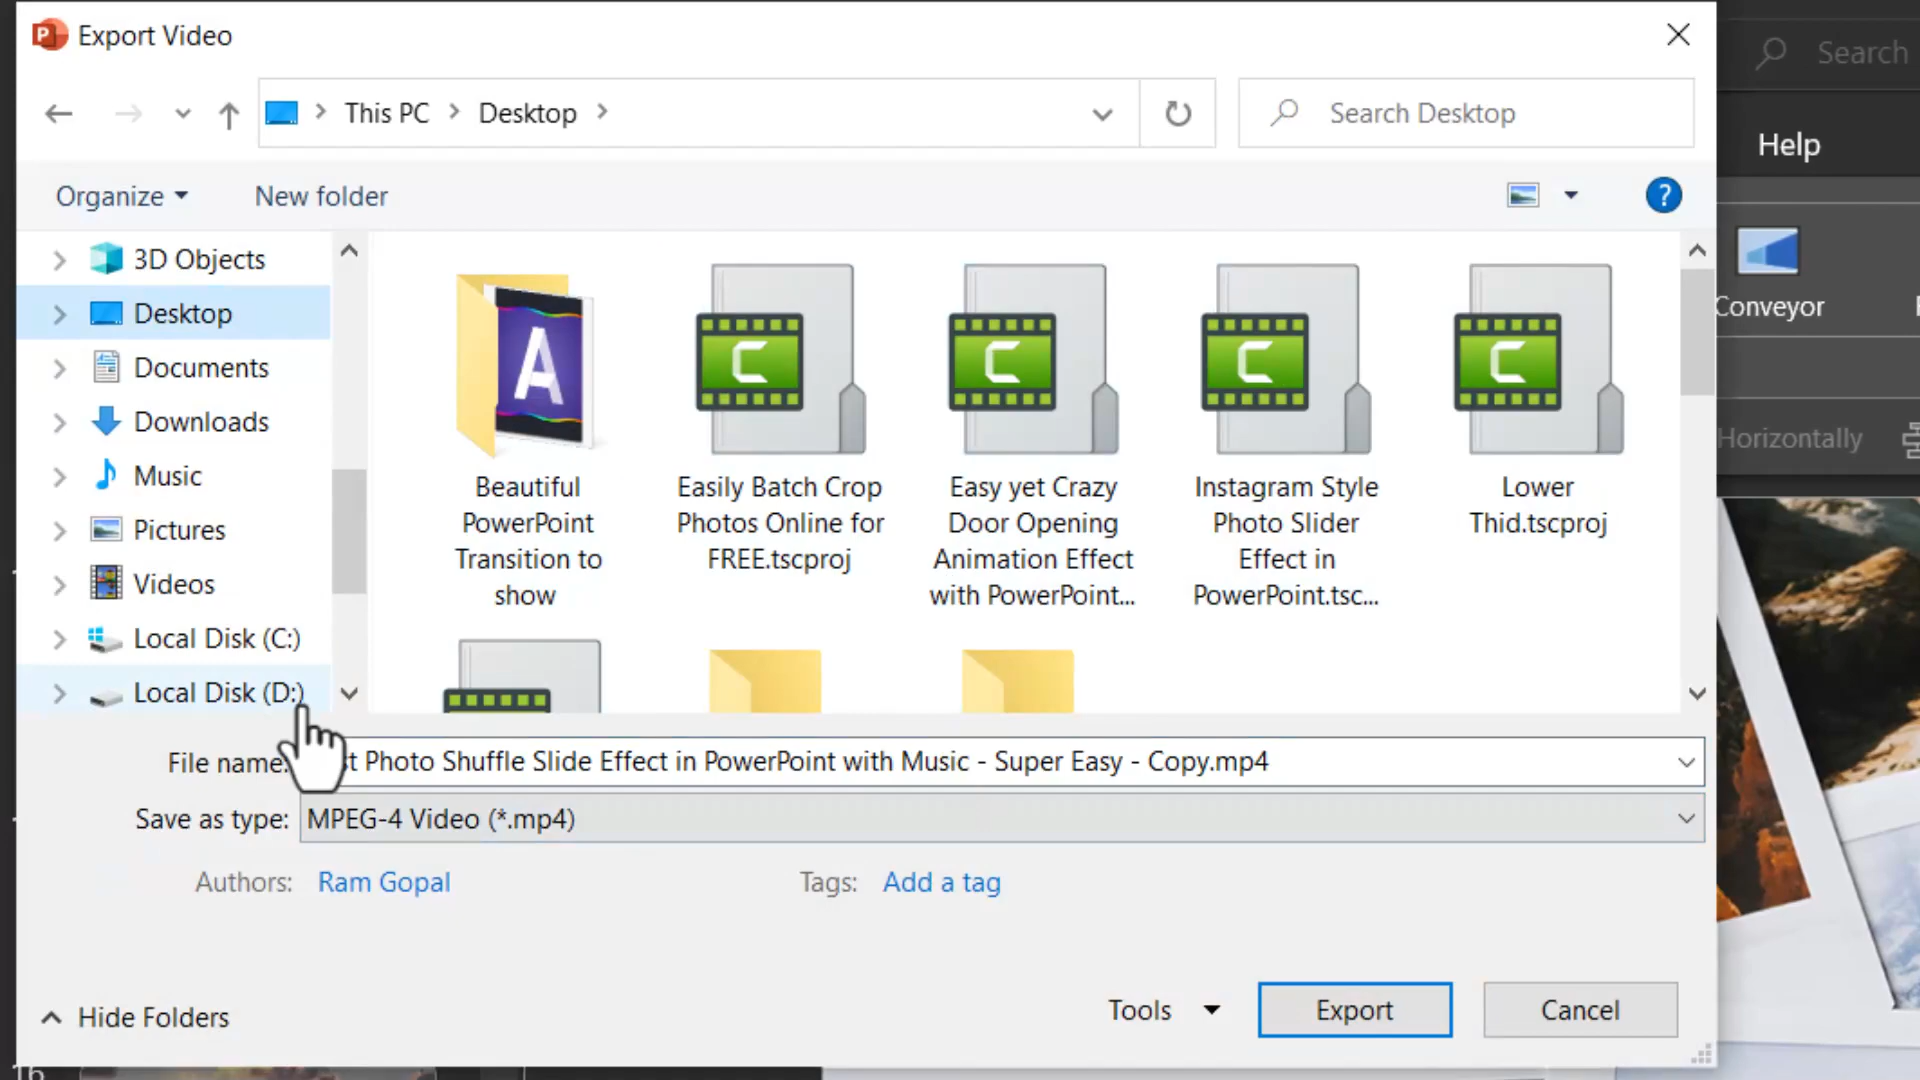 Export Video
Search
This PC
Desktop
Search Desktop
Help
Organize
New folder
?
3D Objects
Desktop
Documents
Downloads
Music
Pictures
Videos
Local Disk (C:)
Local Disk (D:)
A
C
C
C
C
Beautiful
PowerPoint
Transition to
show
Easily Batch Crop
Photos Online for
FREE.tscproj
Easy yet Crazy
Door Opening
Animation Effect
with PowerPoint...
Instagram Style
Photo Slider
Effect in
PowerPoint.tsc...
Lower
Thid.tscproj
Conveyor
Horizontally
File name:
Photo Shuffle Slide Effect in PowerPoint with Music - Super Easy - Copy.mp4
Save as type:
MPEG-4 Video (*.mp4)
Authors:
Ram Gopal
Tags:
Add a tag
Hide Folders
Tools
Export
Cancel
16